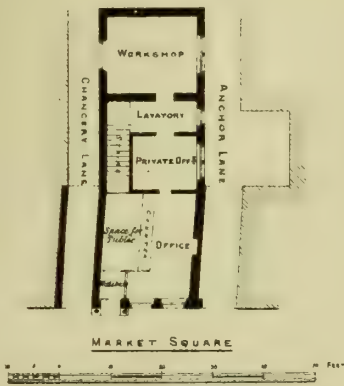 WORKSHOP
LAVATORY
PRIVATE OFF
CHANCERY LANE
ANCHOR LANE
Space for Public
OFFICE
MARKET SQUARE
FEET